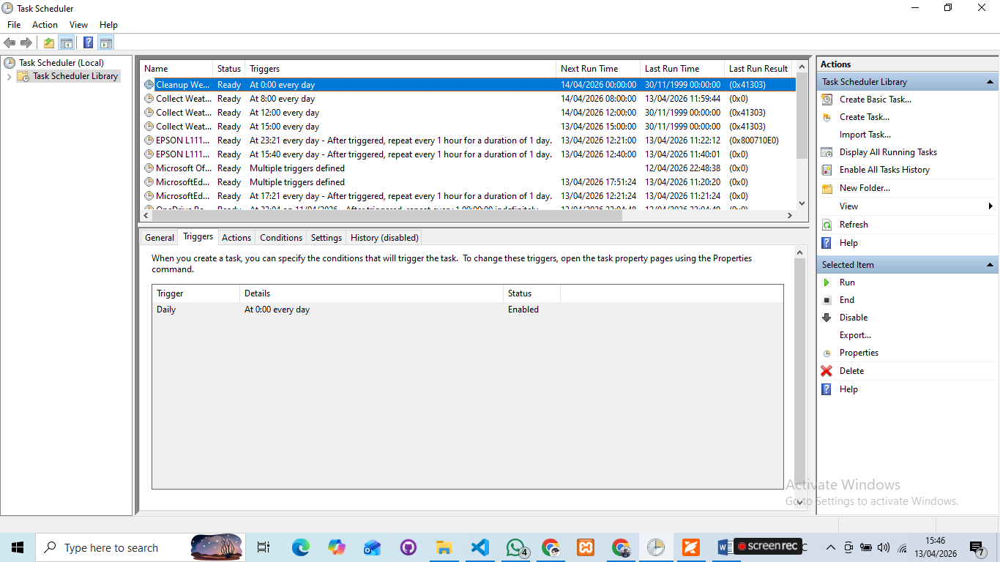 Task Scheduler
File Action View Help
Task Scheduler (Local)
Task Scheduler Library
Name Status Triggers Next Run Time Last Run Time Last Run Result
Cleanup We... Ready At 0:00 every day 14/04/2026 00:00:00 30/11/1999 00:00:00 (0x41303)
Collect Weat... Ready At 8:00 every day 14/04/2026 08:00:00 13/04/2026 11:59:44 (0x0)
Collect Weat... Ready At 12:00 every day 14/04/2026 12:00:00 30/11/1999 00:00:00 (0x41303)
Collect Weat... Ready At 15:00 every day 13/04/2026 15:00:00 30/11/1999 00:00:00 (0x41303)
EPSON L111... Ready At 23:21 every day - After triggered, repeat every 1 hour for a duration of 1 day. 13/04/2026 12:21:00 13/04/2026 11:22:12 (0x800710E0)
EPSON L111... Ready At 15:40 every day - After triggered, repeat every 1 hour for a duration of 1 day. 13/04/2026 12:40:00 13/04/2026 11:40:01 (0x0)
Microsoft Of... Ready Multiple triggers defined 12/04/2026 22:48:38 (0x0)
MicrosoftEd... Ready Multiple triggers defined 13/04/2026 17:51:24 13/04/2026 11:20:20 (0x0)
MicrosoftEd... Ready At 17:21 every day - After triggered, repeat every 1 hour for a duration of 1 day. 13/04/2026 12:21:24 13/04/2026 11:21:24 (0x0)
General Triggers Actions Conditions Settings History (disabled)
When you create a task, you can specify the conditions that will trigger the task. To change these triggers, open the task property pages using the Properties
command.
Trigger Details Status
Daily At 0:00 every day Enabled
Actions
Task Scheduler Library
Create Basic Task...
Create Task...
Import Task...
Display All Running Tasks
Enable All Tasks History
New Folder...
View
Refresh
Help
Selected Item
Run
End
Disable
Export...
Properties
Delete
Help
Activate Windows
Go to Settings to activate Windows.
Type here to search
4
screenrec
15:46
13/04/2026
7